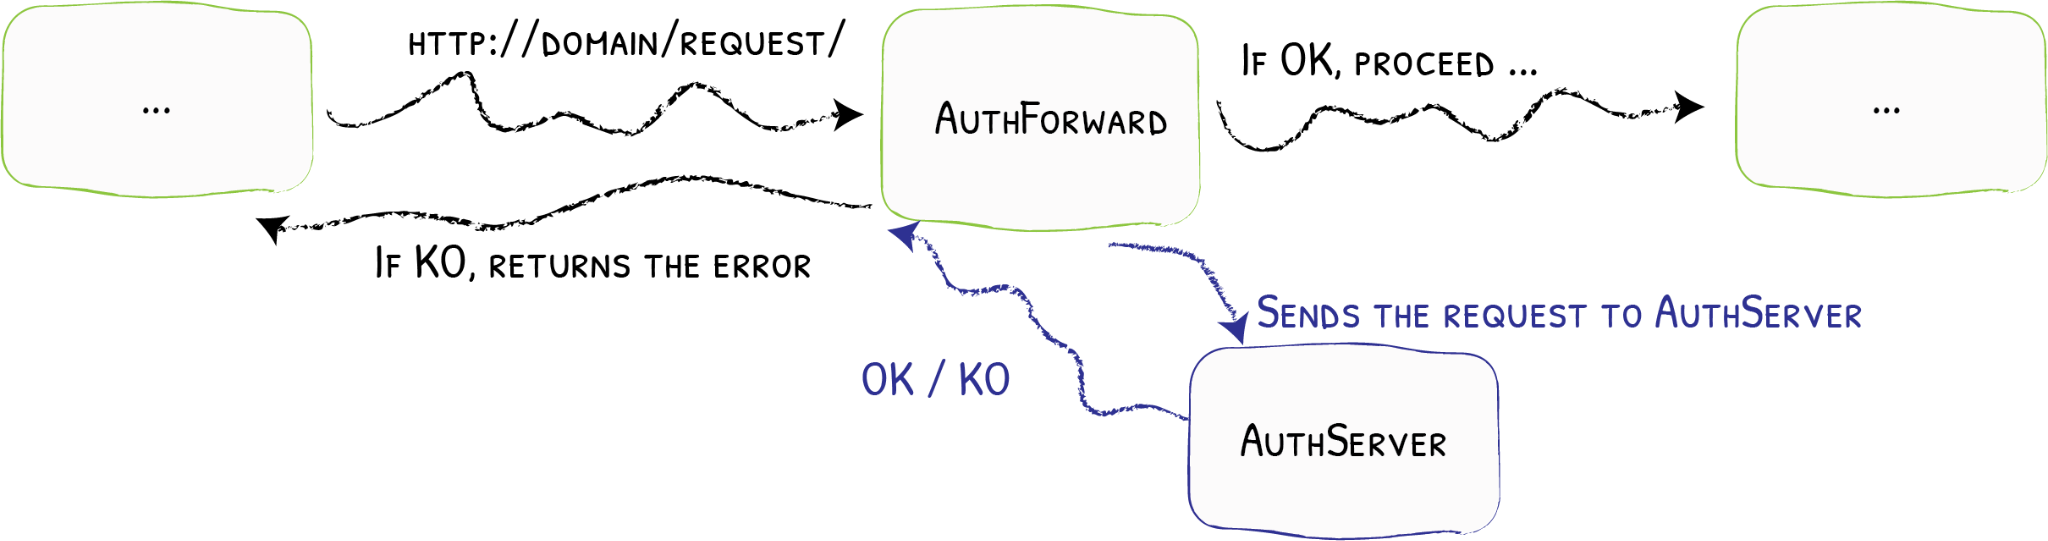 ...
HTTP://DOMAIN/REQUEST/
AUTHFORWARD
IF OK, PROCEED ...
...
IF KO, RETURNS THE ERROR
SENDS THE REQUEST TO AUTHSERVER
OK / KO
AUTHSERVER